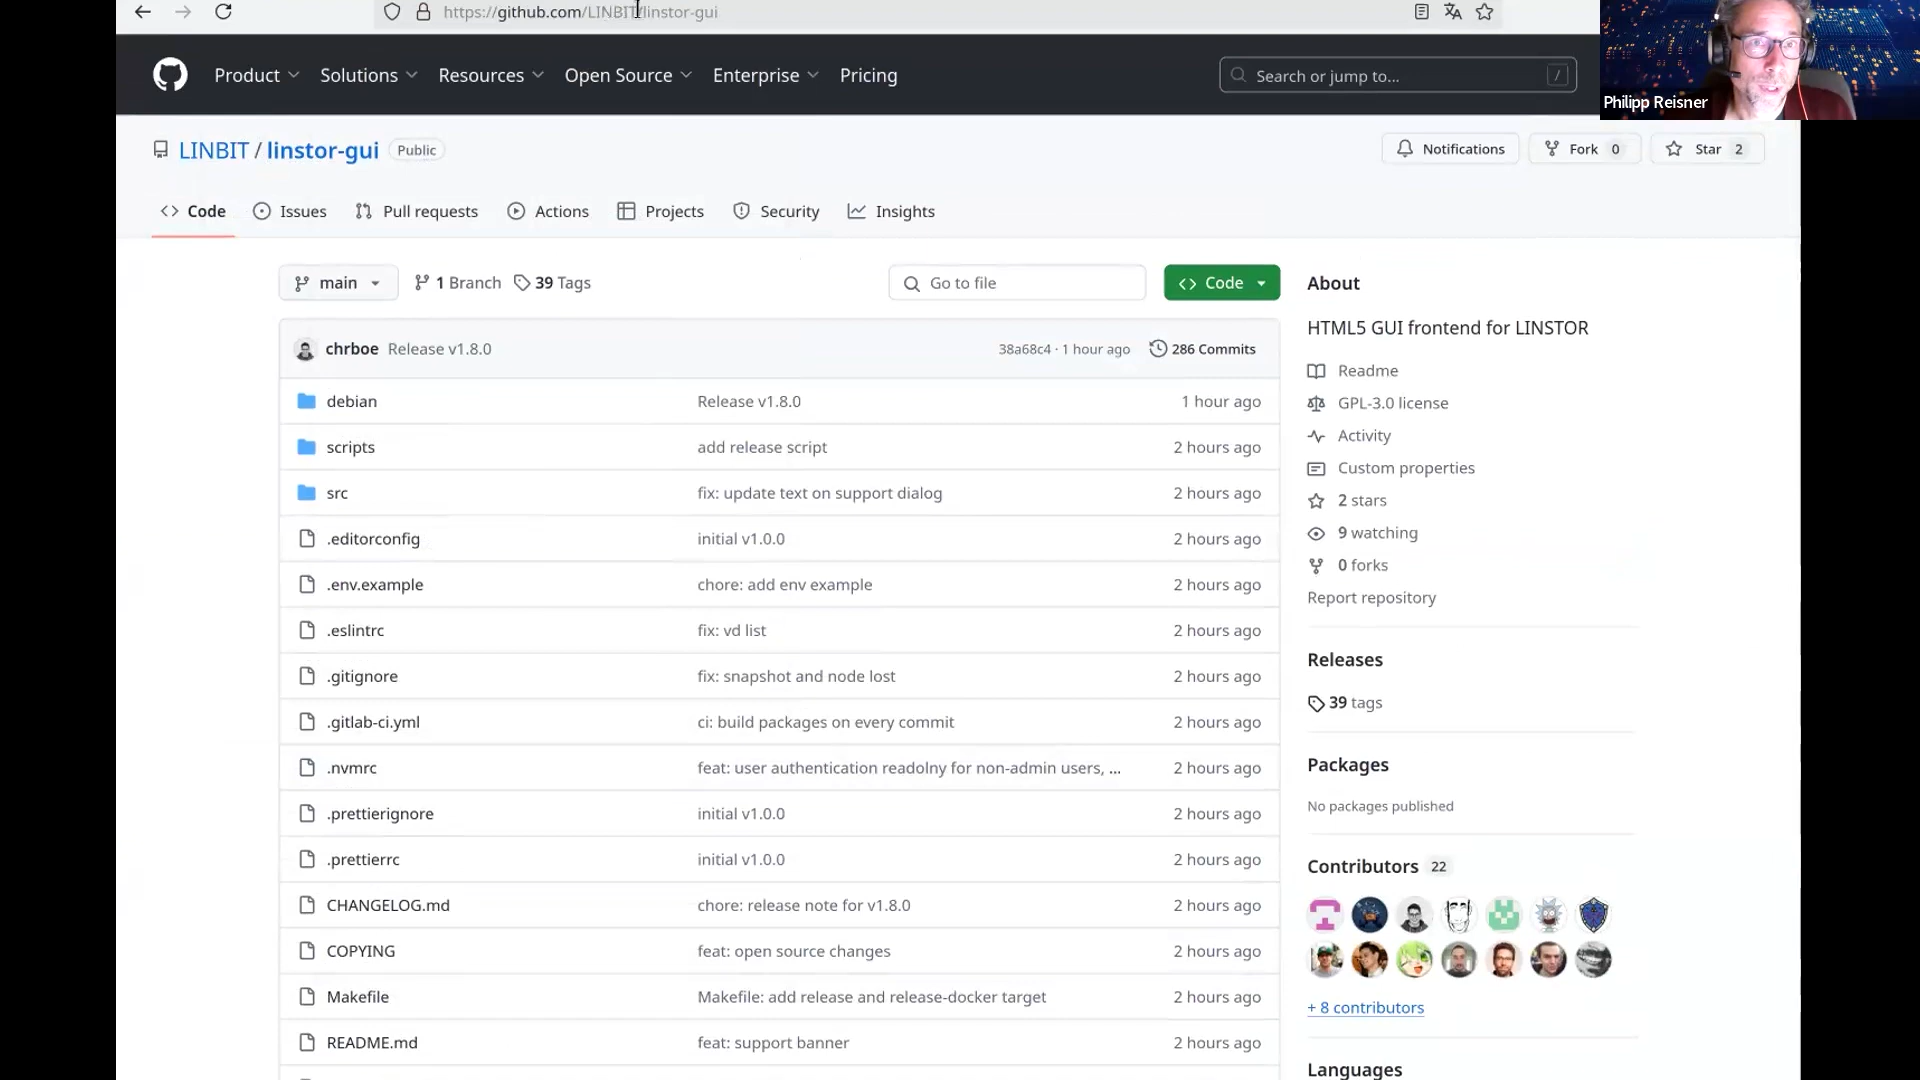 https://github.com/LINBIT/linstor-gui
Product
Solutions
Resources
Open Source
Enterprise
Pricing
Search or jump to...
/
Philipp Reisner
LINBIT / linstor-gui
Public
Notifications
Fork 0
Star 2
Code
Issues
Pull requests
Actions
Projects
Security
Insights
main
1 Branch
39 Tags
Go to file
Code
chrboe Release v1.8.0 38a68c4 · 1 hour ago 286 Commits
debian Release v1.8.0 1 hour ago
scripts add release script 2 hours ago
src fix: update text on support dialog 2 hours ago
.editorconfig initial v1.0.0 2 hours ago
.env.example chore: add env example 2 hours ago
.eslintrc fix: vd list 2 hours ago
.gitignore fix: snapshot and node lost 2 hours ago
.gitlab-ci.yml ci: build packages on every commit 2 hours ago
.nvmrc feat: user authentication readolny for non-admin users, ... 2 hours ago
.prettierignore initial v1.0.0 2 hours ago
.prettierrc initial v1.0.0 2 hours ago
CHANGELOG.md chore: release note for v1.8.0 2 hours ago
COPYING feat: open source changes 2 hours ago
Makefile Makefile: add release and release-docker target 2 hours ago
README.md feat: support banner 2 hours ago
About
HTML5 GUI frontend for LINSTOR
Readme
GPL-3.0 license
Activity
Custom properties
2 stars
9 watching
0 forks
Report repository
Releases
39 tags
Packages
No packages published
Contributors 22
+ 8 contributors
Languages